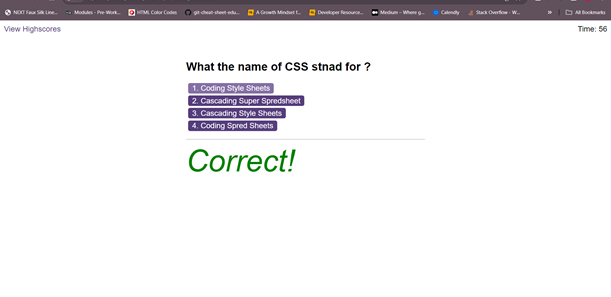 NEXT Faux Silk Line... Modules - Pre-Work... HTML Color Codes git-cheat-sheet-edu... A Growth Mindset t... Developer Resource... Medium – Where g... Calendly Stack Overflow - W... » All Bookmarks
View Highscores Time: 56
What the name of CSS stnad for ?
1. Coding Style Sheets
2. Cascading Super Spredsheet
3. Cascading Style Sheets
4. Coding Spred Sheets
Correct!